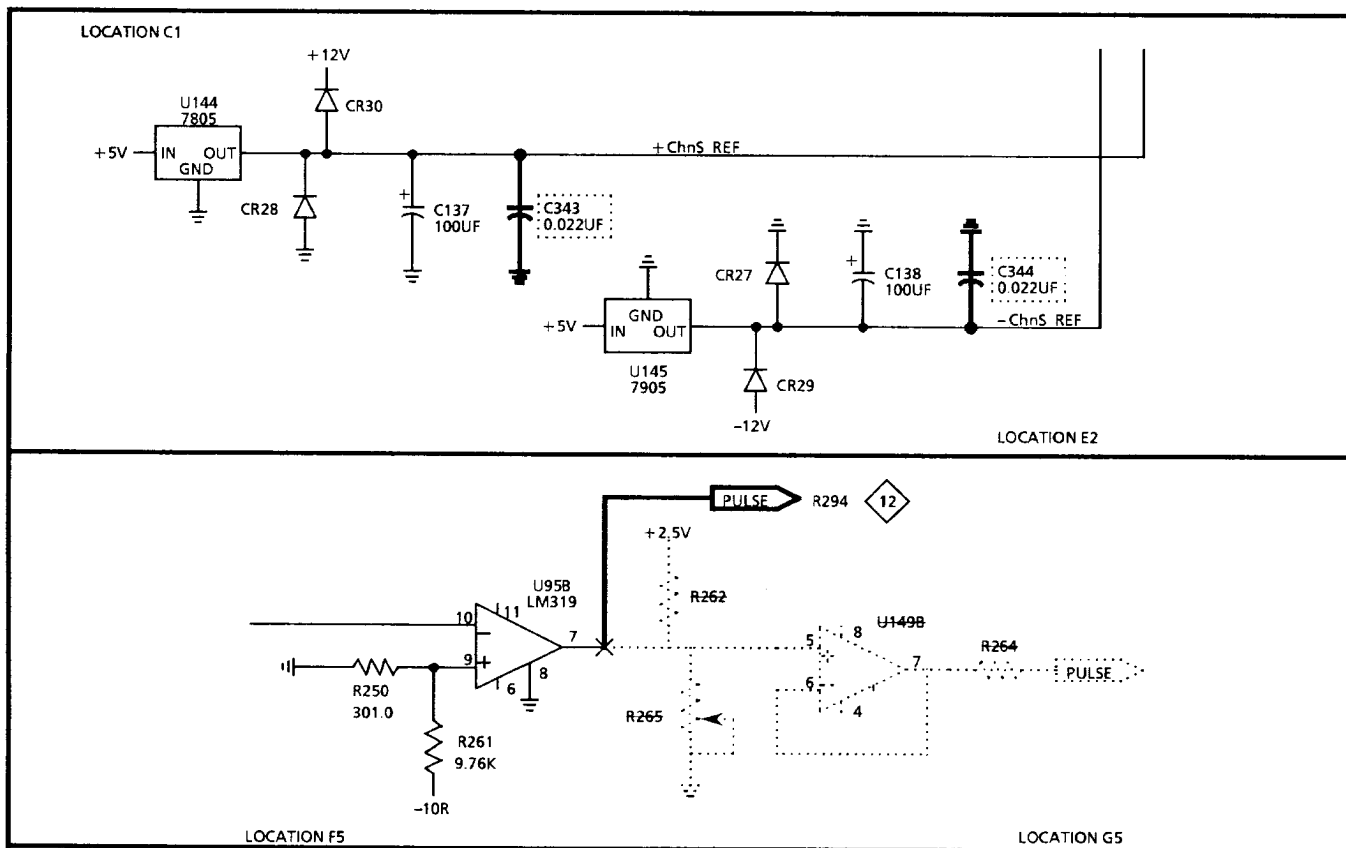 LOCATION C1
+12V
CR30
U144
7805
+5V
IN OUT
GND
+ChnS REF
CR28
+
C137
100UF
C343
0.022UF
CR27
+
C138
100UF
C344
0.022UF
+5V
GND
IN OUT
-ChnS REF
U145
7905
CR29
-12V
LOCATION E2
PULSE R294 12
+2.5V
U95B
LM319
R262
U149B
10 11
7
5 8
R264
9 +
8
6
6
7
PULSE
4
R250
301.0
R265
R261
9.76K
-10R
LOCATION F5
LOCATION G5